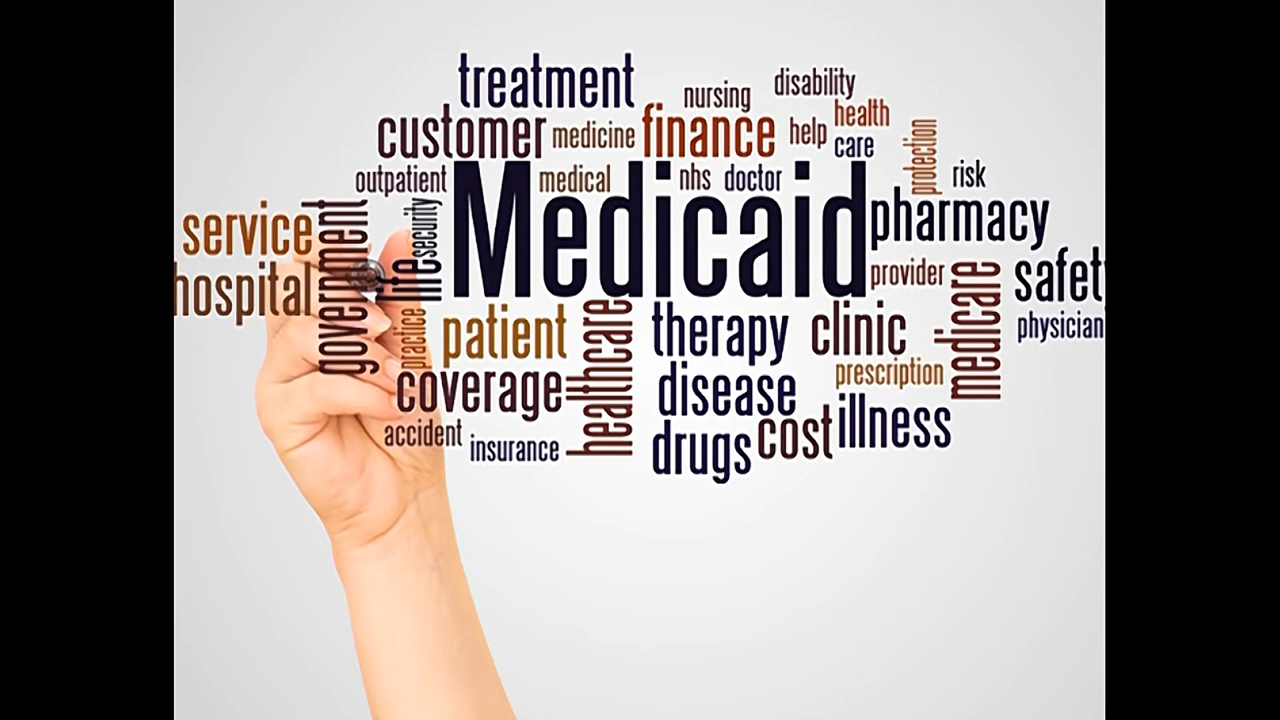 treatment
nursing
disability
customer
medicine
finance
help
health
care
protection
outpatient
medical
nhs
doctor
risk
service
government
life
security
Medicaid
pharmacy
hospital
provider
medicare
safety
practice
patient
healthcare
therapy
clinic
physician
coverage
disease
prescription
accident
insurance
drugs
cost
illness